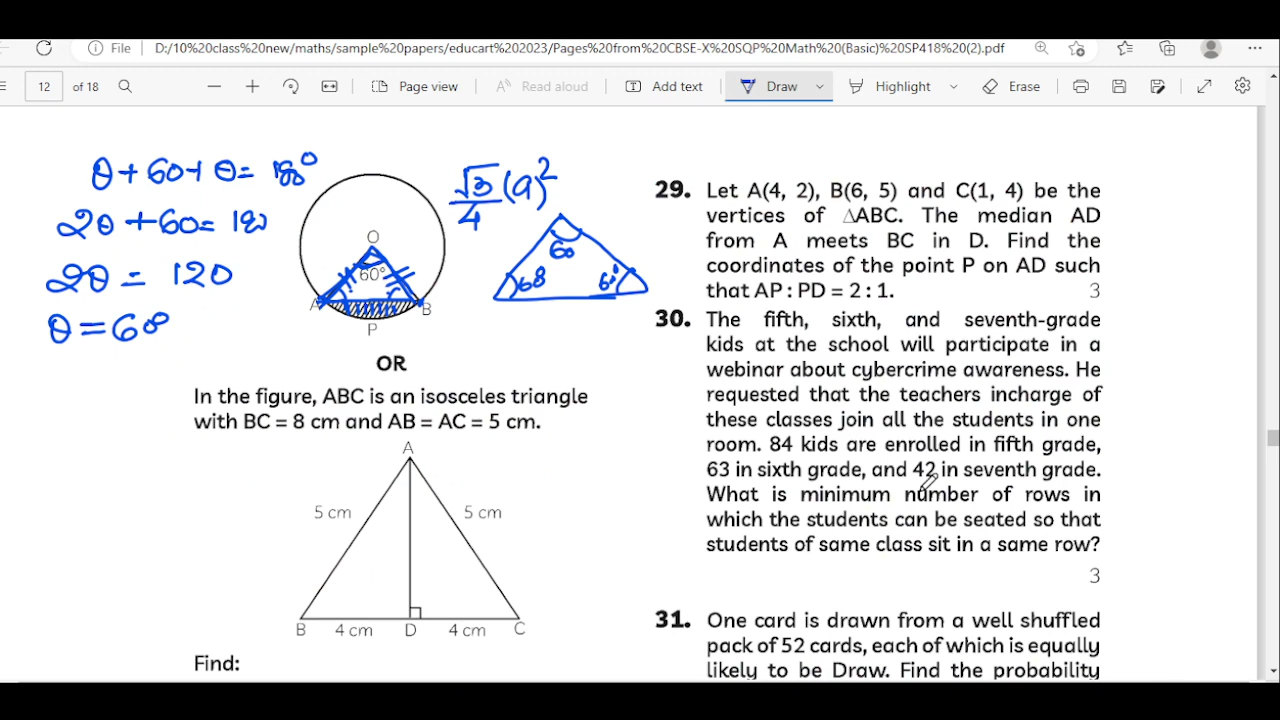 File D:/10%20class%20new/maths/sample%20papers/educart%202023/Pages%20from%20CBSE-X%20SQP%20Math%20(Basic)%20SP418%20(2).pdf
12 of 18 Page view Read aloud Add text Draw Highlight Erase
θ + 60 + θ = 180°
2θ + 60 = 180
2θ = 120
θ = 60°
O
60°
A B
P
√3/4 (a)²
60
60 60°
OR
In the figure, ABC is an isosceles triangle
with BC = 8 cm and AB = AC = 5 cm.
A
5 cm 5 cm
B 4 cm D 4 cm C
Find:
29. Let A(4, 2), B(6, 5) and C(1, 4) be the
vertices of △ABC. The median AD
from A meets BC in D. Find the
coordinates of the point P on AD such
that AP : PD = 2 : 1. 3
30. The fifth, sixth, and seventh-grade
kids at the school will participate in a
webinar about cybercrime awareness. He
requested that the teachers incharge of
these classes join all the students in one
room. 84 kids are enrolled in fifth grade,
63 in sixth grade, and 42 in seventh grade.
What is minimum number of rows in
which the students can be seated so that
students of same class sit in a same row?
3
31. One card is drawn from a well shuffled
pack of 52 cards, each of which is equally
likely to be Draw. Find the probability